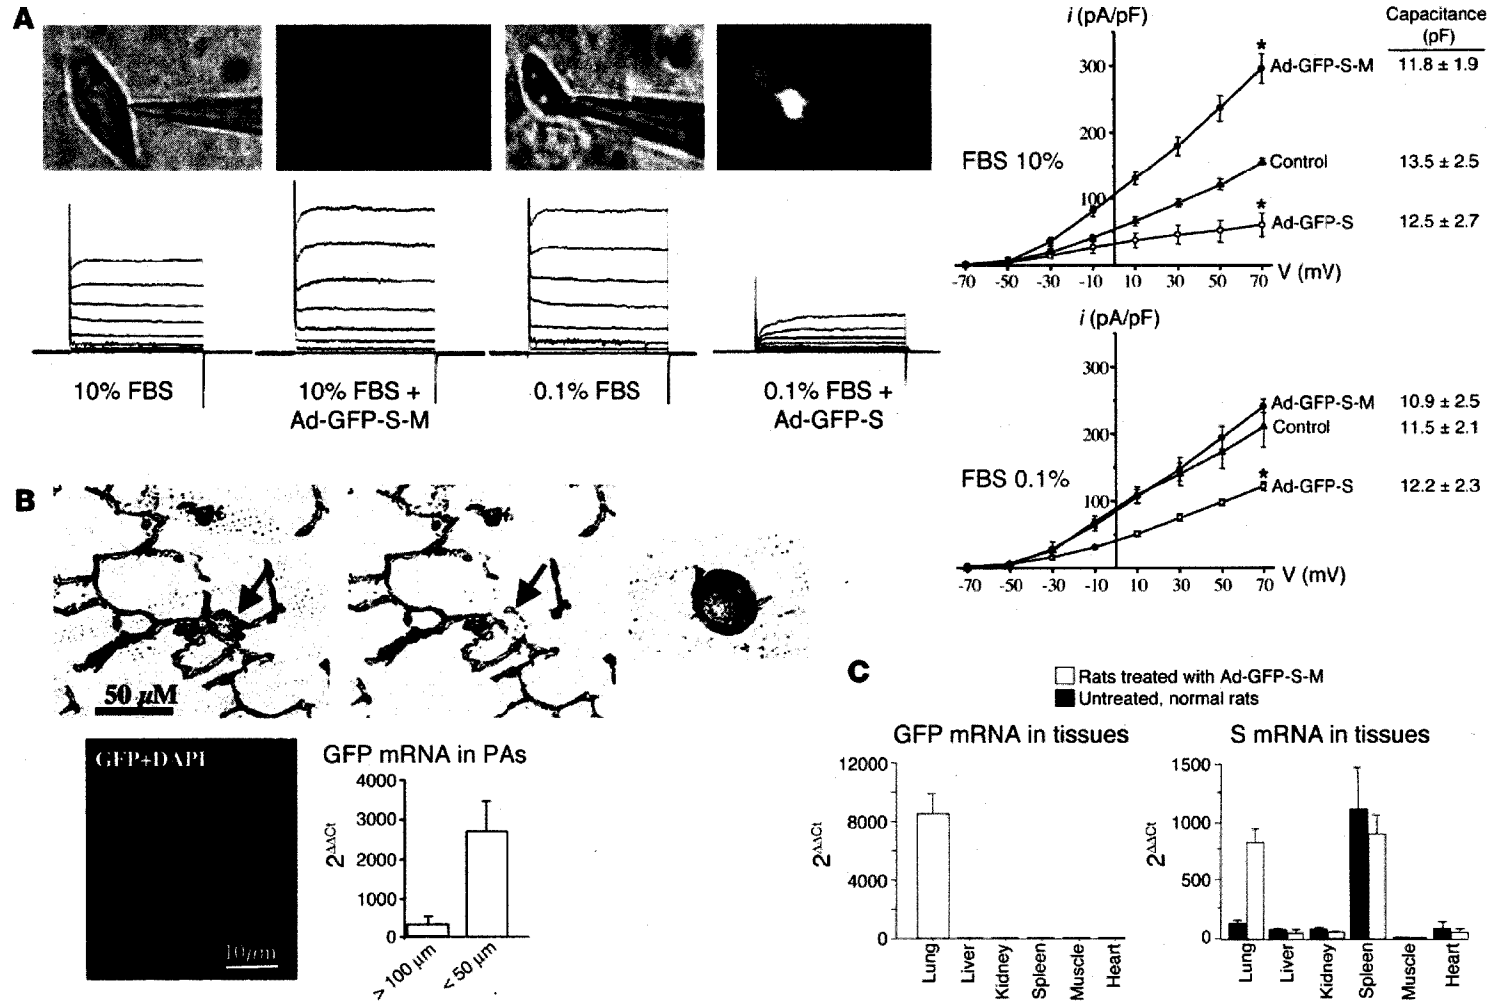 A
10% FBS
10% FBS +
Ad-GFP-S-M
0.1% FBS
0.1% FBS +
Ad-GFP-S
i (pA/pF)
Capacitance
(pF)
300
200
100
FBS 10%
* Ad-GFP-S-M 11.8 ± 1.9
Control 13.5 ± 2.5
* Ad-GFP-S 12.5 ± 2.7
-70 -50 -30 -10 10 30 50 70 V (mV)
i (pA/pF)
300
200
100
FBS 0.1%
Ad-GFP-S-M 10.9 ± 2.5
Control 11.5 ± 2.1
* Ad-GFP-S 12.2 ± 2.3
-70 -50 -30 -10 10 30 50 70 V (mV)
B
50 µM
GFP+DAPI
10µm
GFP mRNA in PAs
4000
3000
2000
1000
0
2ΔΔCt
> 100 µm
< 50 µm
C
Rats treated with Ad-GFP-S-M
Untreated, normal rats
GFP mRNA in tissues
12000
8000
4000
0
2ΔΔCt
Lung
Liver
Kidney
Spleen
Muscle
Heart
S mRNA in tissues
1500
1000
500
0
2ΔΔCt
Lung
Liver
Kidney
Spleen
Muscle
Heart